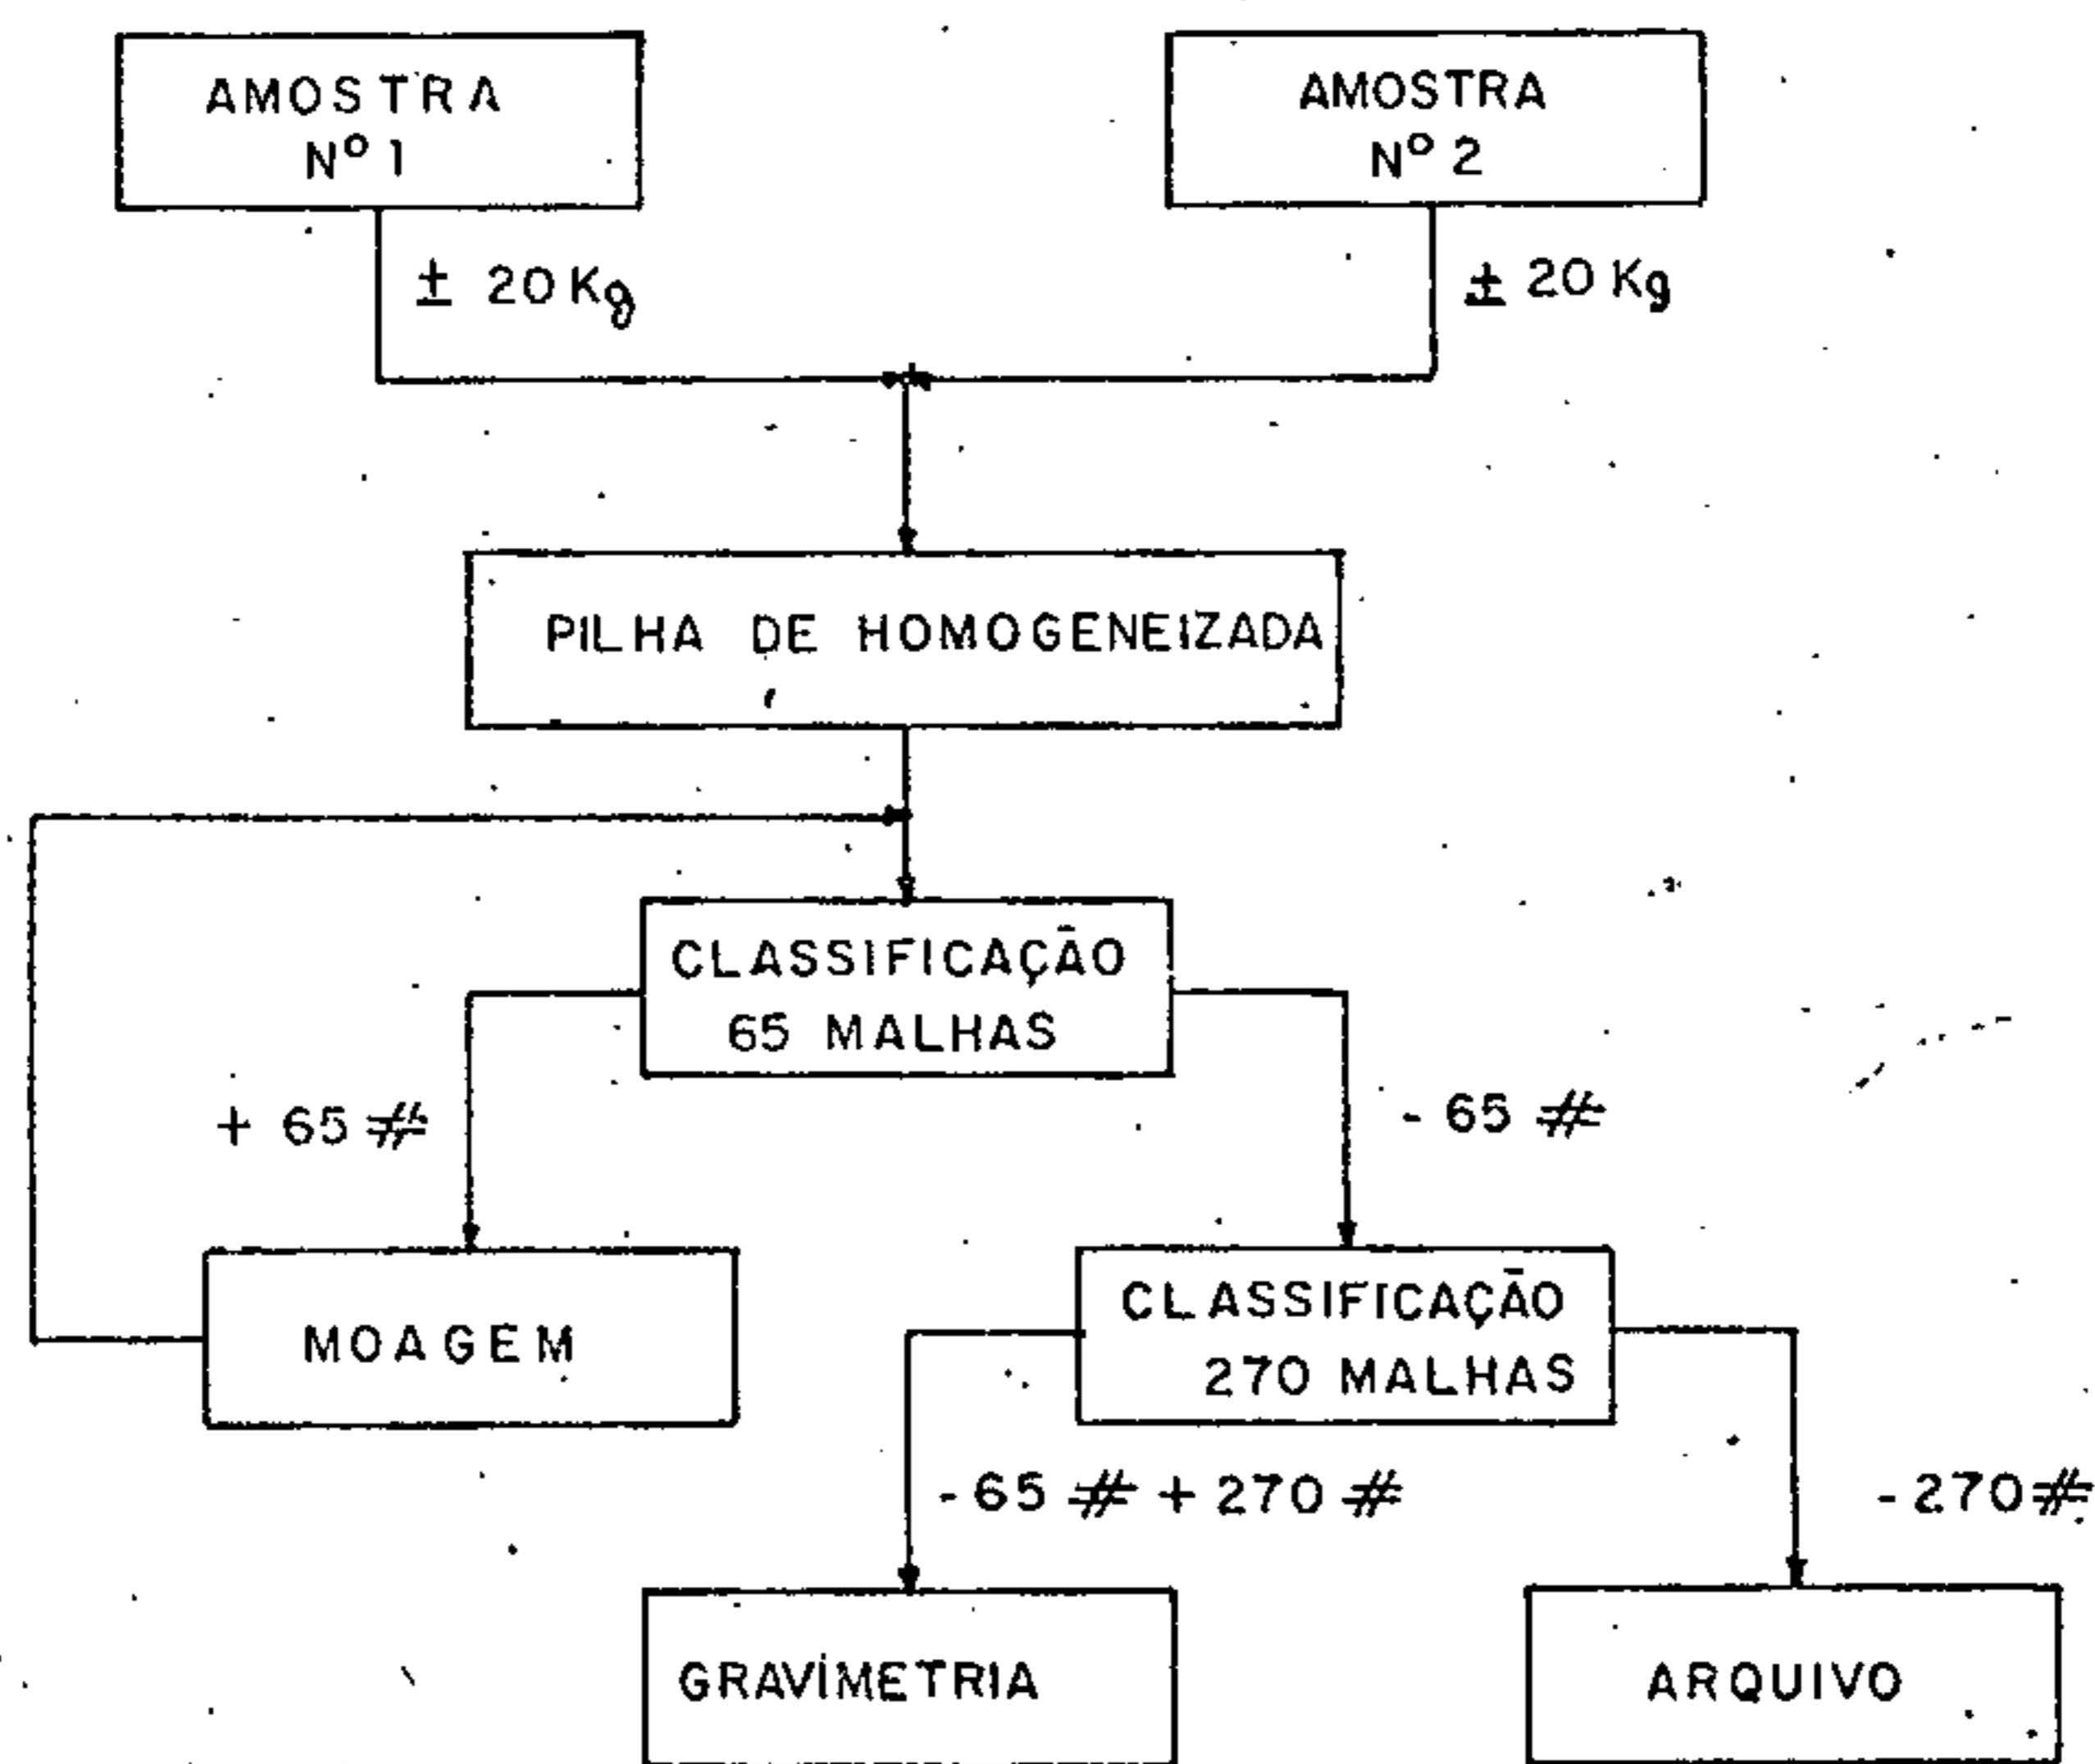 AMOSTRA
Nº 1
AMOSTRA
Nº 2
± 20 Kg
± 20 Kg
PILHA DE HOMOGENEIZADA
CLASSIFICAÇÃO
65 MALHAS
+ 65 #
- 65 #
MOAGEM
CLASSIFICAÇÃO
270 MALHAS
- 65 # + 270 #
- 270 #
GRAVÍMETRIA
ARQUIVO